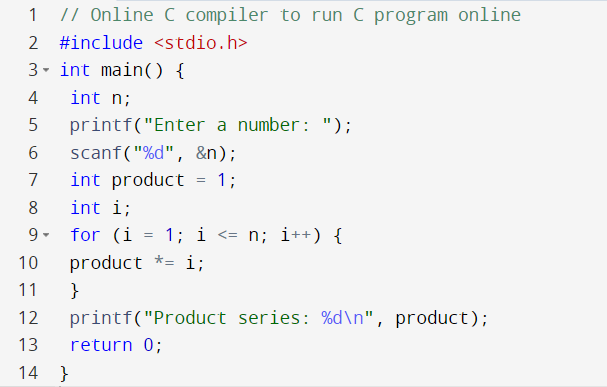 1 // Online C compiler to run C program online
2 #include <stdio.h>
3 int main() {
4 int n;
5 printf("Enter a number: ");
6 scanf("%d", &n);
7 int product = 1;
8 int i;
9 for (i = 1; i <= n; i++) {
10 product *= i;
11 }
12 printf("Product series: %d\n", product);
13 return 0;
14 }